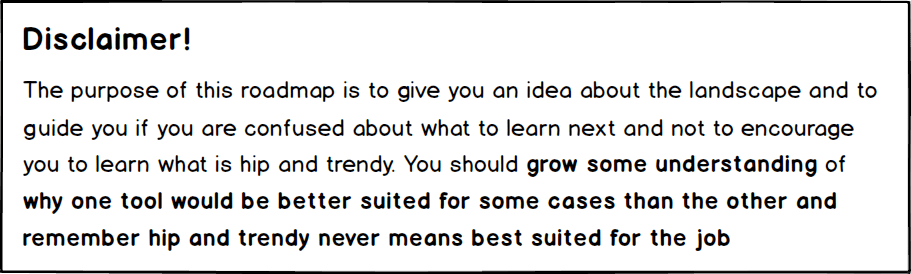 Disclaimer!
The purpose of this roadmap is to give you an idea about the landscape and to
guide you if you are confused about what to learn next and not to encourage
you to learn what is hip and trendy. You should grow some understanding of
why one tool would be better suited for some cases than the other and
remember hip and trendy never means best suited for the job